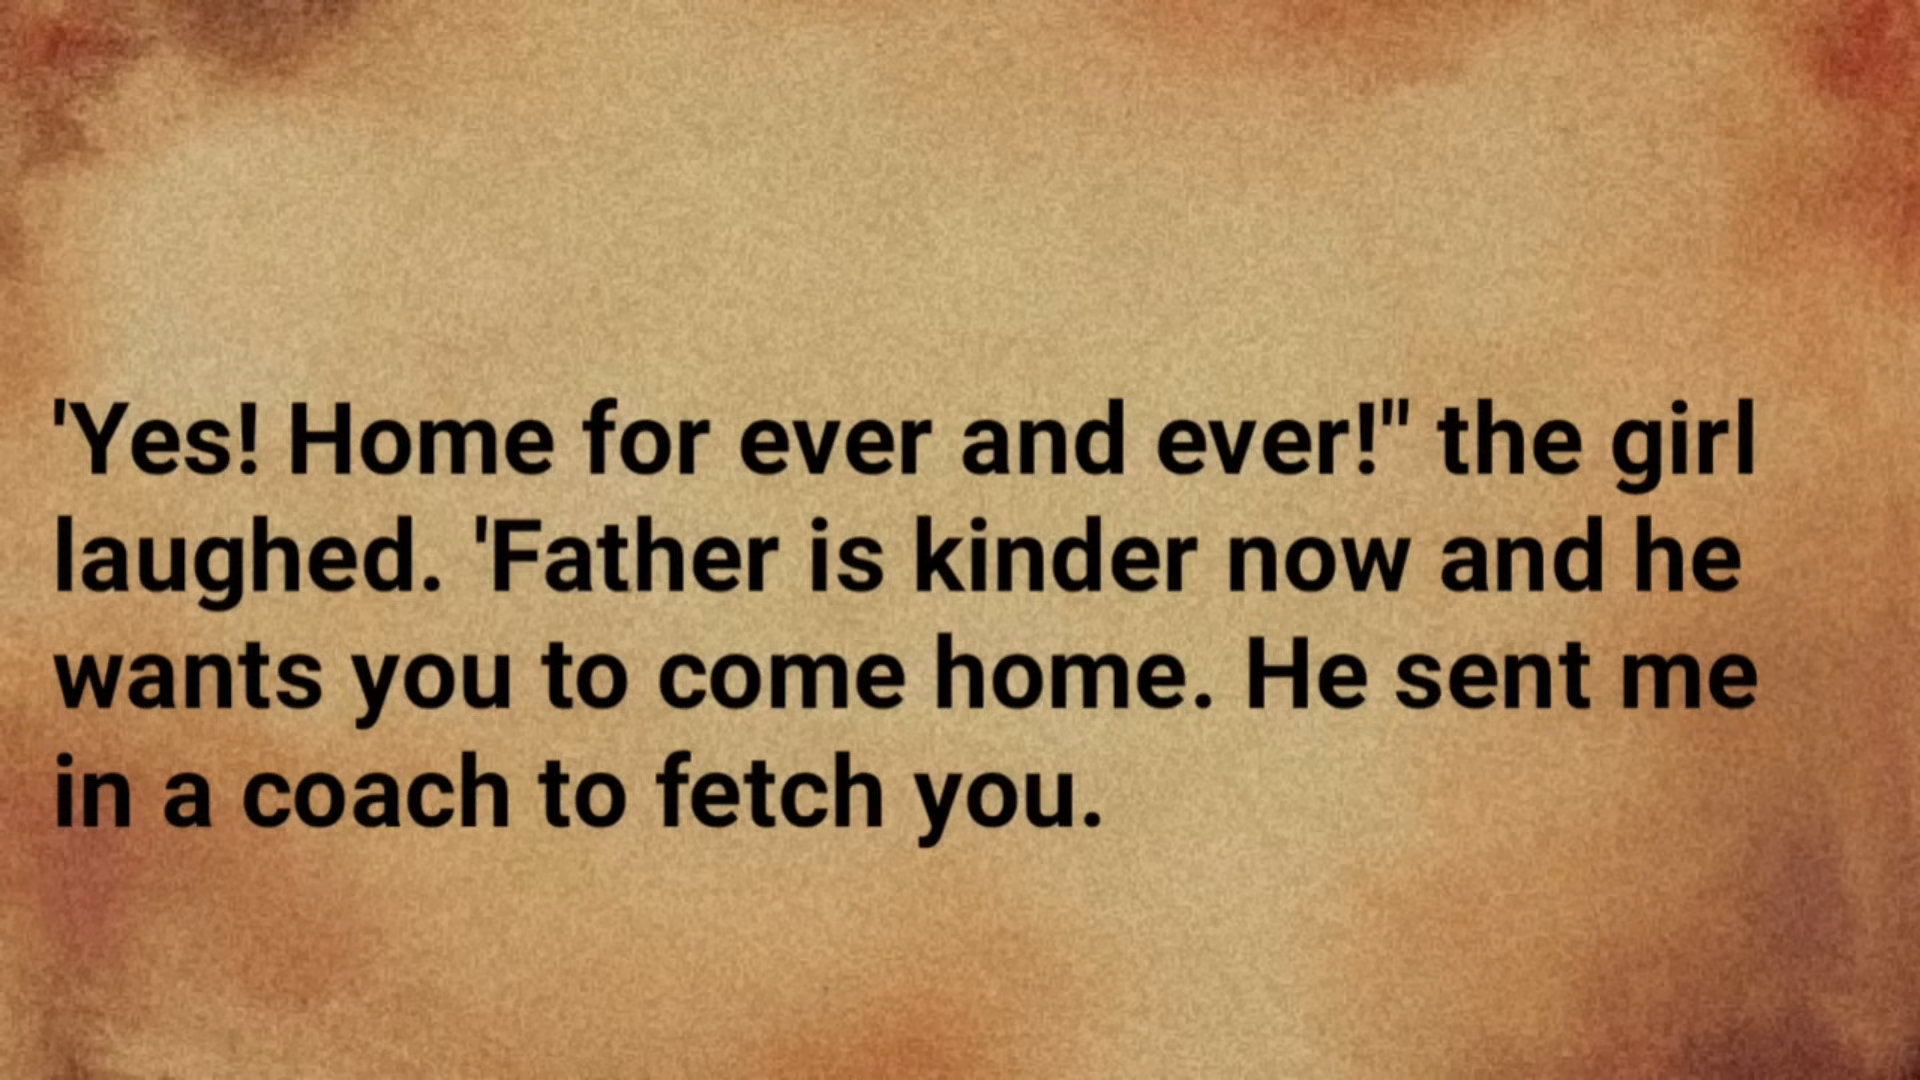 'Yes! Home for ever and ever!" the girl
laughed. 'Father is kinder now and he
wants you to come home. He sent me
in a coach to fetch you.